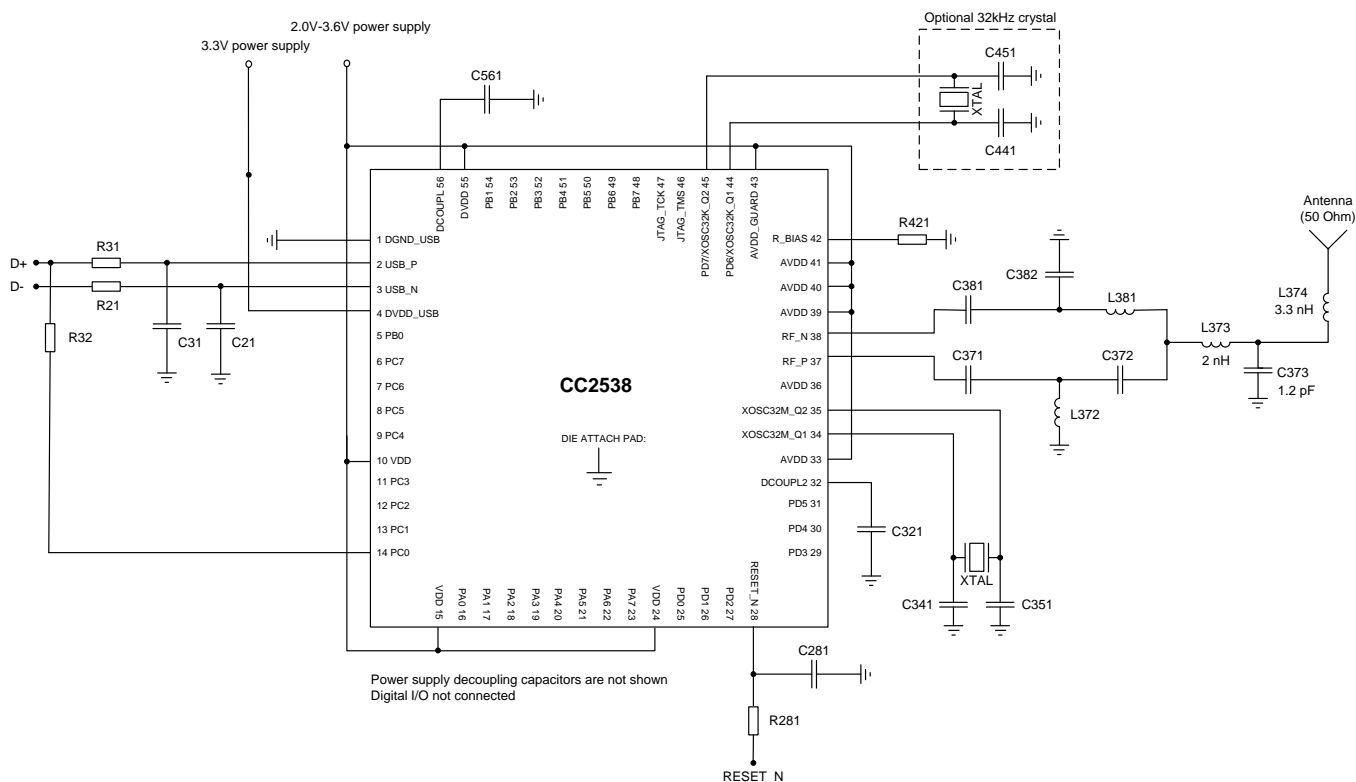 Optional 32kHz crystal
2.0V-3.6V power supply
3.3V power supply
C561
C451
XTAL
C441
DCOUPL 56
DVDD 55
PB1 54
PB2 53
PB3 52
PB4 51
PB5 50
PB6 49
PB7 48
JTAG_TCK 47
JTAG_TMS 46
PD7/XOSC32K_Q2 45
PD6/XOSC32K_Q1 44
AVDD_GUARD 43
R421
Antenna
(50 Ohm)
D+
D-
R31
R21
R32
C31
C21
1 DGND_USB
2 USB_P
3 USB_N
4 DVDD_USB
5 PB0
6 PC7
7 PC6
8 PC5
9 PC4
10 VDD
11 PC3
12 PC2
13 PC1
14 PC0
CC2538
DIE ATTACH PAD:
R_BIAS 42
AVDD 41
AVDD 40
AVDD 39
RF_N 38
RF_P 37
AVDD 36
XOSC32M_Q2 35
XOSC32M_Q1 34
AVDD 33
DCOUPL2 32
PD5 31
PD4 30
PD3 29
C382
C381
L381
C371
C372
L372
L373
2 nH
L374
3.3 nH
C373
1.2 pF
C321
XTAL
C341
C351
VDD 15
PA0 16
PA1 17
PA2 18
PA3 19
PA4 20
PA5 21
PA6 22
PA7 23
VDD 24
PD0 25
PD1 26
PD2 27
RESET_N 28
C281
R281
RESET_N
Power supply decoupling capacitors are not shown
Digital I/O not connected